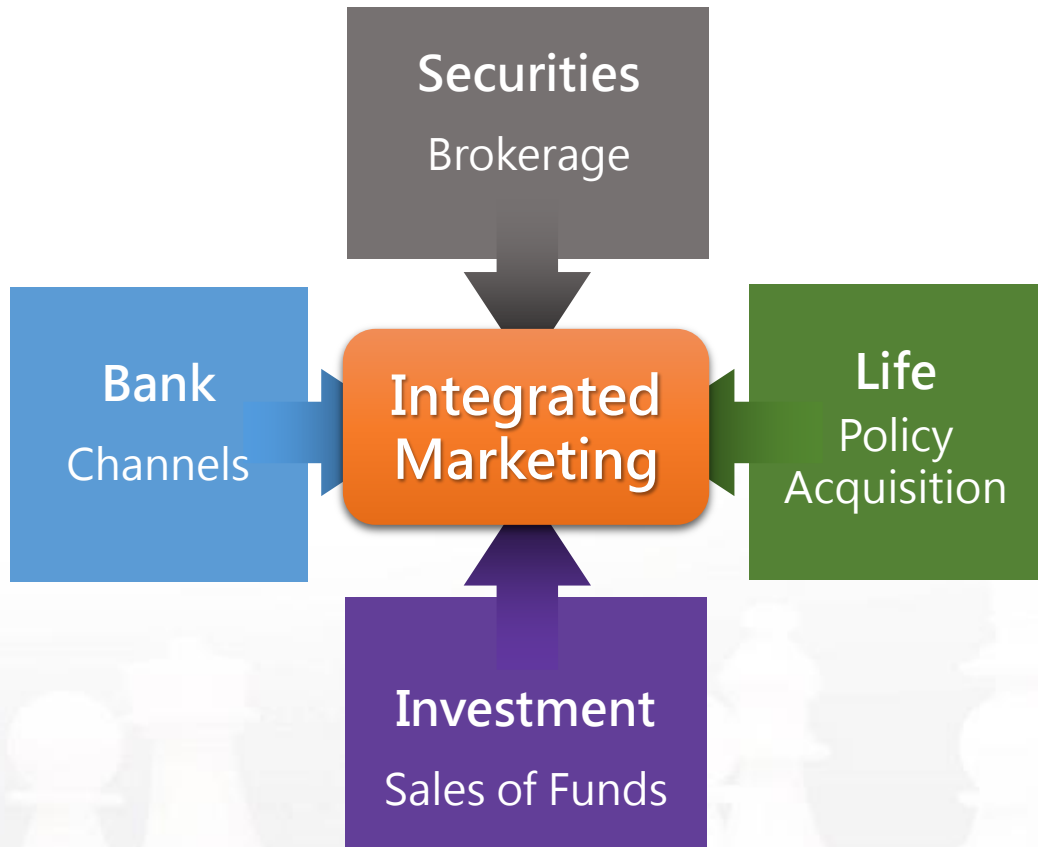 Securities
Brokerage
Bank
Channels
Integrated
Marketing
Life
Policy
Acquisition
Investment
Sales of Funds